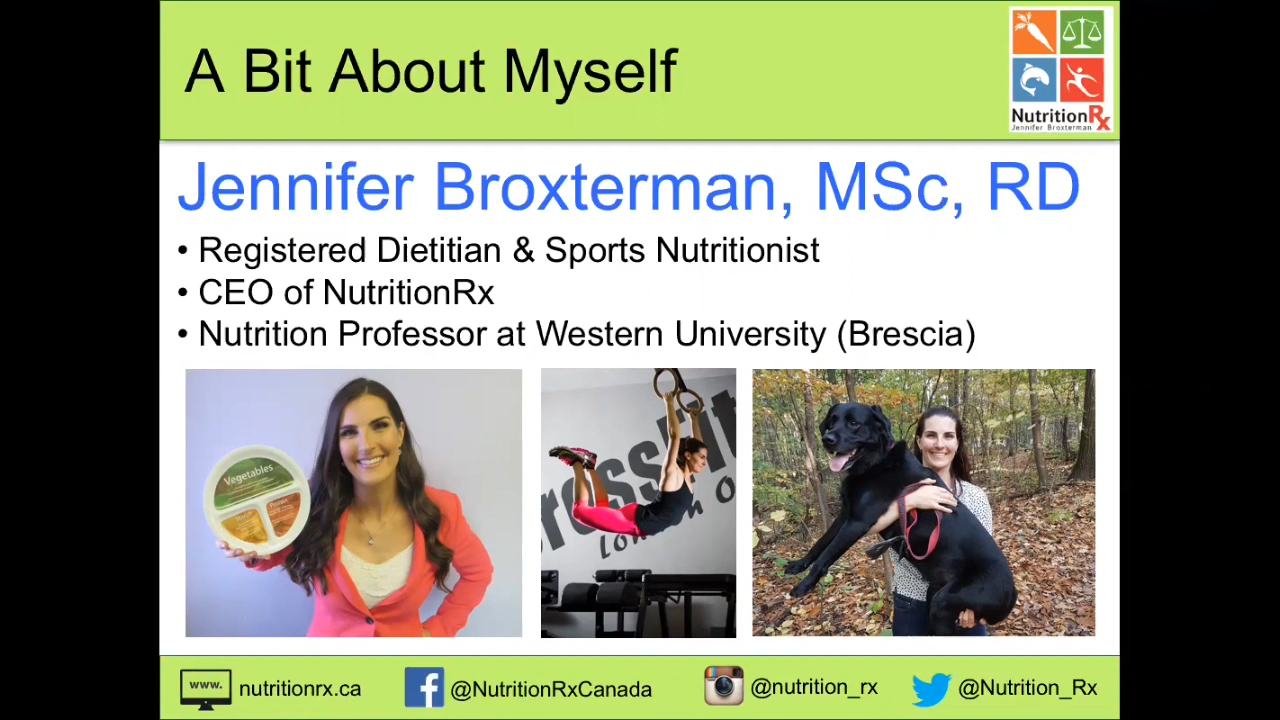 A Bit About Myself
NutritionRx
Jennifer Broxterman
Jennifer Broxterman, MSc, RD
• Registered Dietitian & Sports Nutritionist
• CEO of NutritionRx
• Nutrition Professor at Western University (Brescia)
Vegetables
www.
nutritionrx.ca
@NutritionRxCanada
@nutrition_rx
@Nutrition_Rx